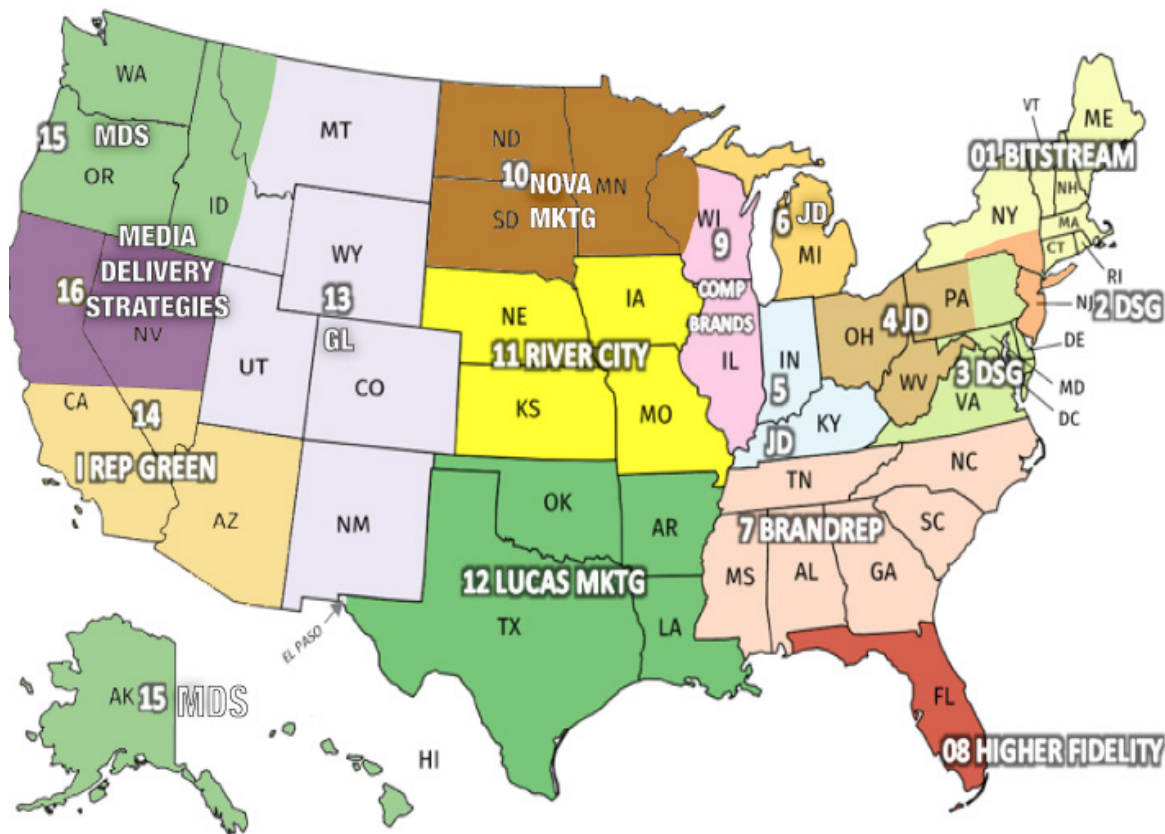 WA
MT
ND
MN
VT
ME
15 MDS
01 BITSTREAM
OR
ID
10 NOVA
MKTG
SD
WI
9
6 JD
MI
NY
NH
MA
CT
RI
MEDIA
DELIVERY
STRATEGIES
16
NV
WY
13
GL
NE
IA
COMP
BRANDS
PA
NJ
2 DSG
4 JD
OH
11 RIVER CITY
UT
CO
IL
IN
5
WV
3 DSG
VA
DE
MD
DC
CA
14
KS
MO
JD
KY
I REP GREEN
AZ
NM
OK
AR
TN
NC
SC
7 BRANDREP
12 LUCAS MKTG
MS
AL
GA
TX
LA
EL PASO
AK
15 MDS
HI
FL
08 HIGHER FIDELITY